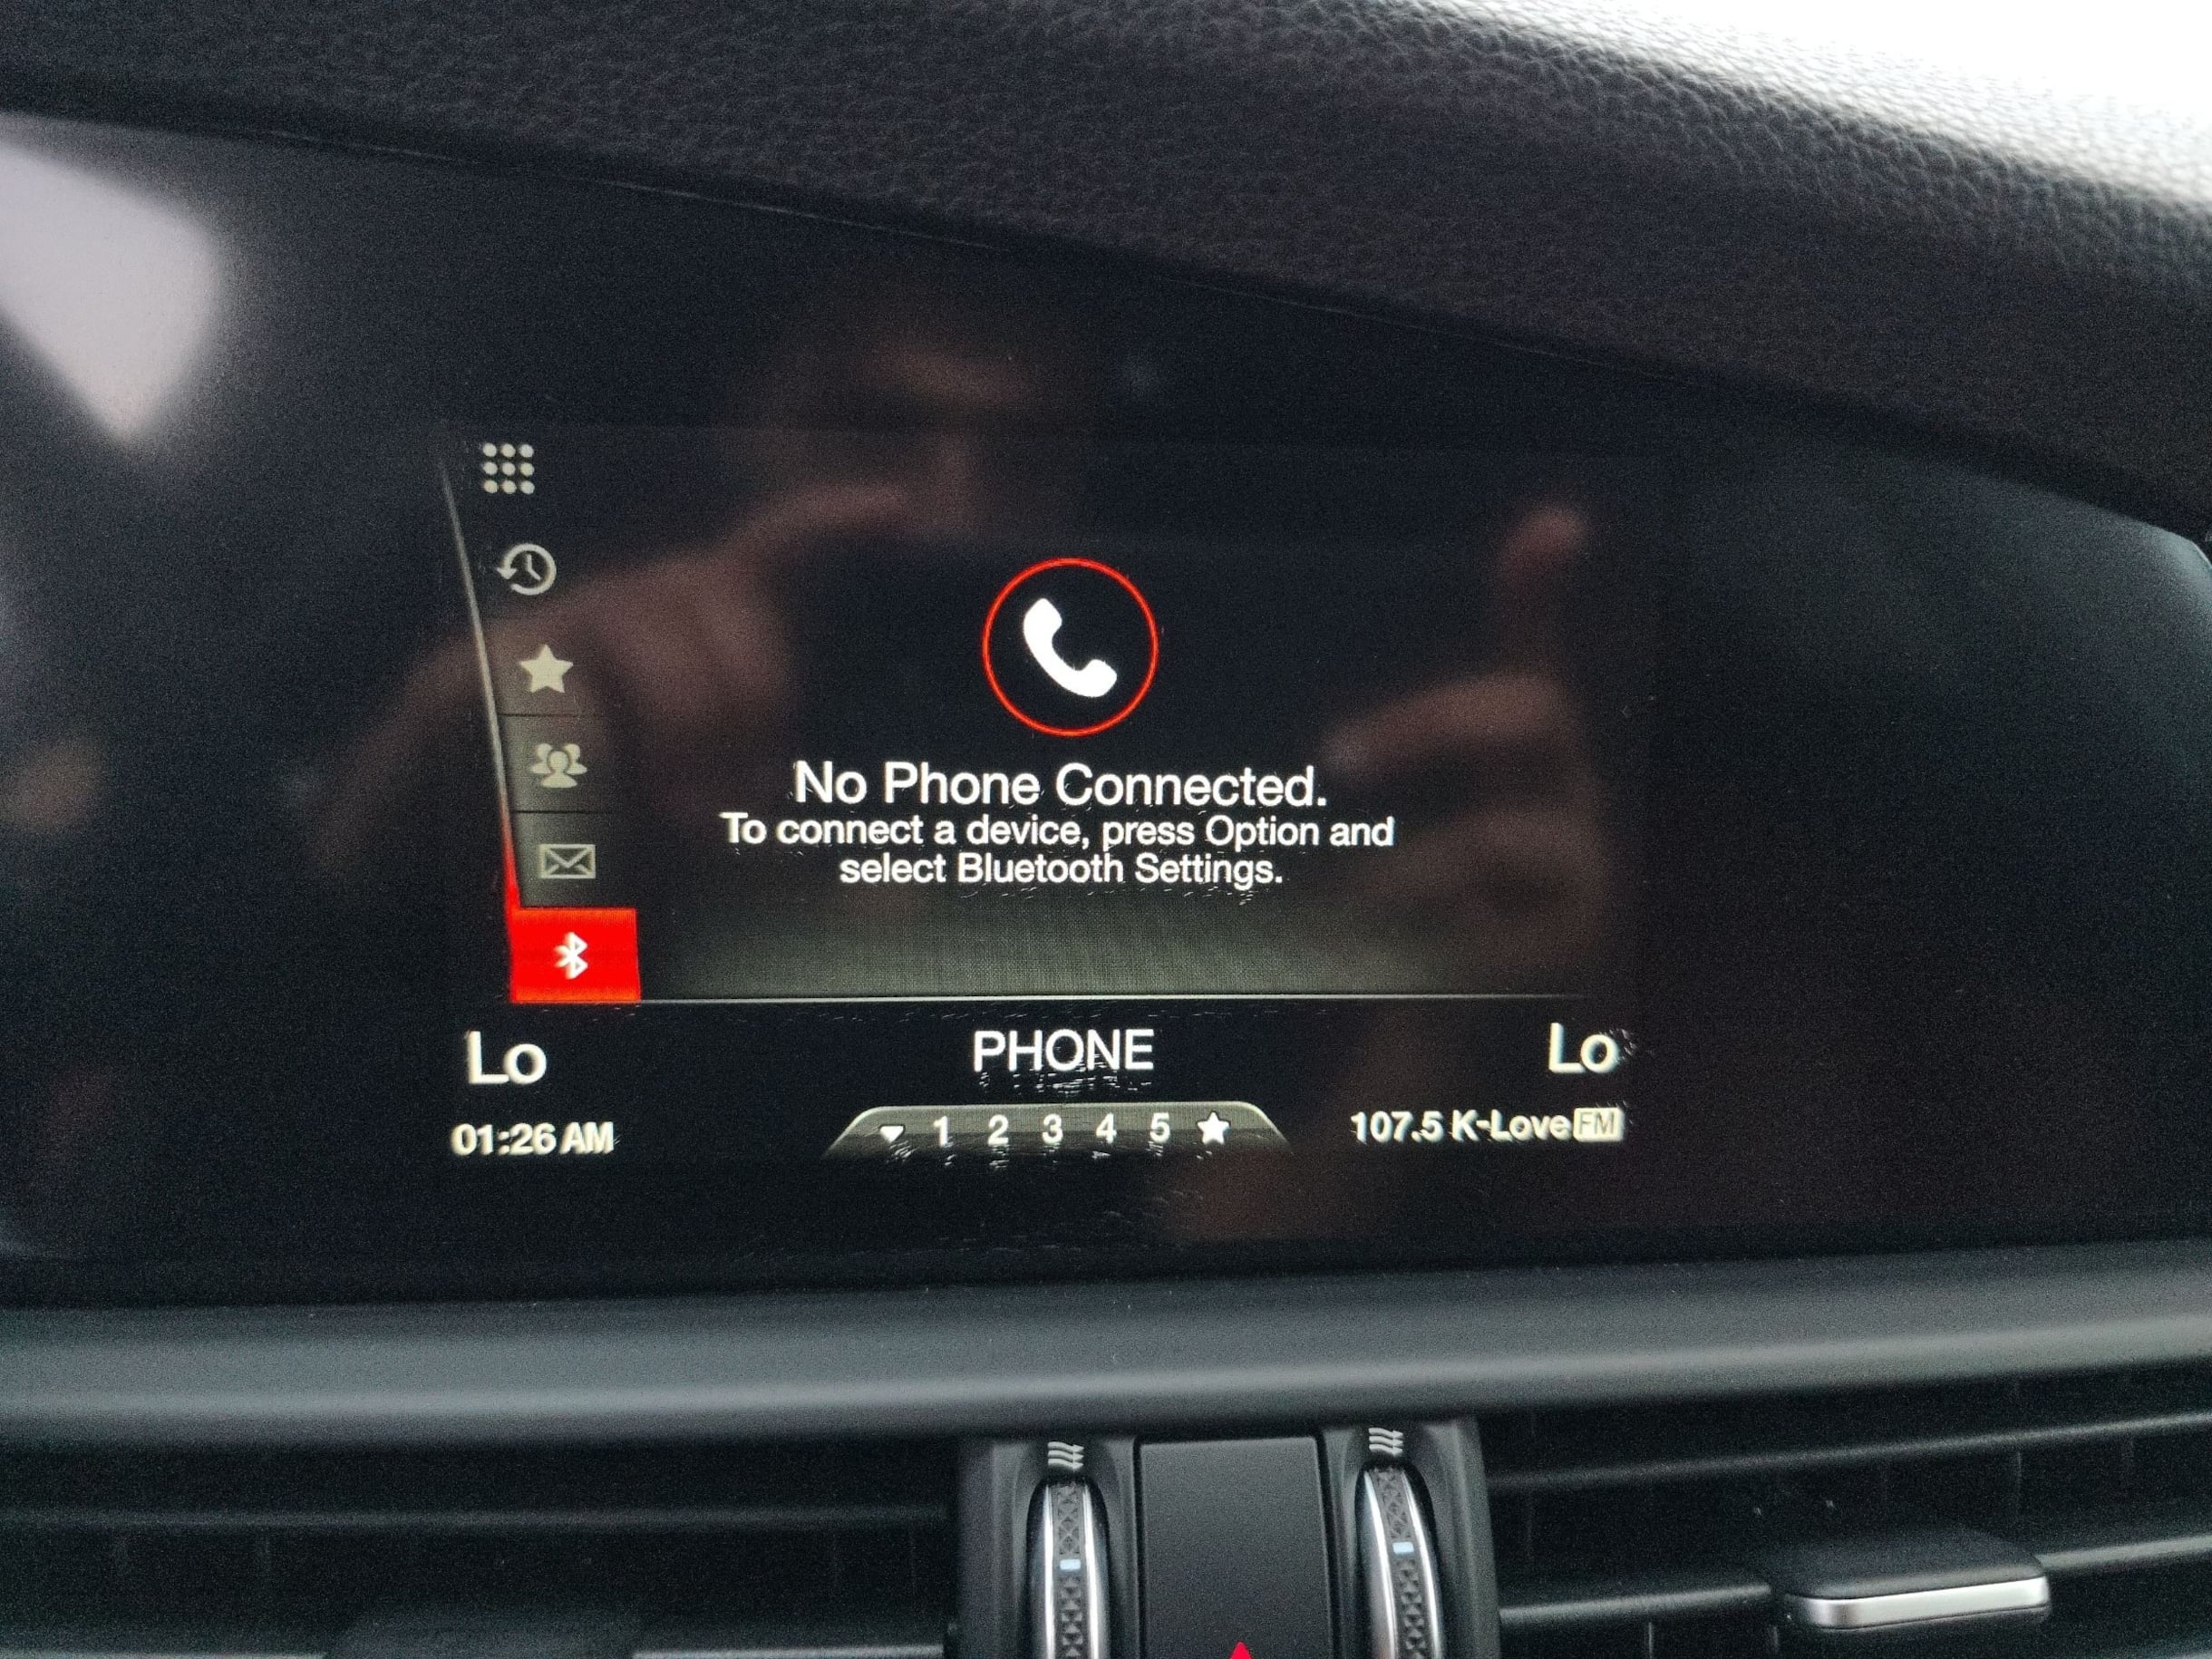 No Phone Connected.
To connect a device, press Option and
select Bluetooth Settings.
Lo PHONE Lo
01:26 AM 1 2 3 4 5 107.5 K-Love FM